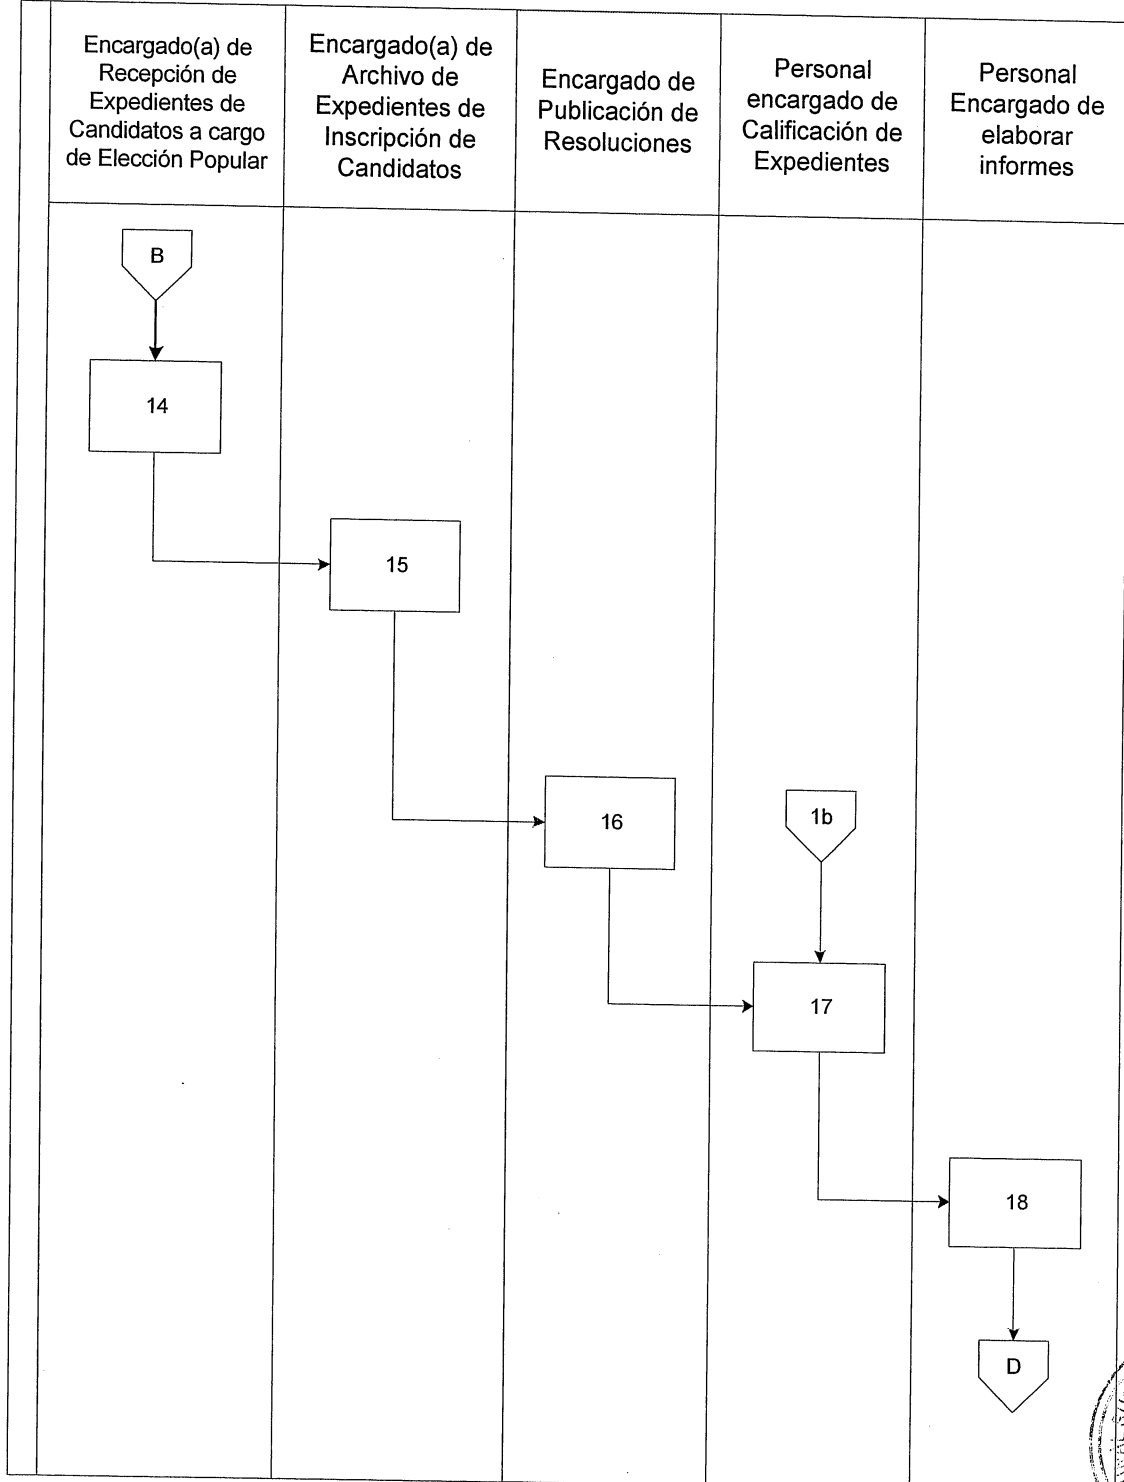 Encargado(a) de
Recepción de
Expedientes de
Candidatos a cargo
de Elección Popular
Encargado(a) de
Archivo de
Expedientes de
Inscripción de
Candidatos
Encargado de
Publicación de
Resoluciones
Personal
encargado de
Calificación de
Expedientes
Personal
Encargado de
elaborar
informes
B
14
15
16
1b
17
18
D